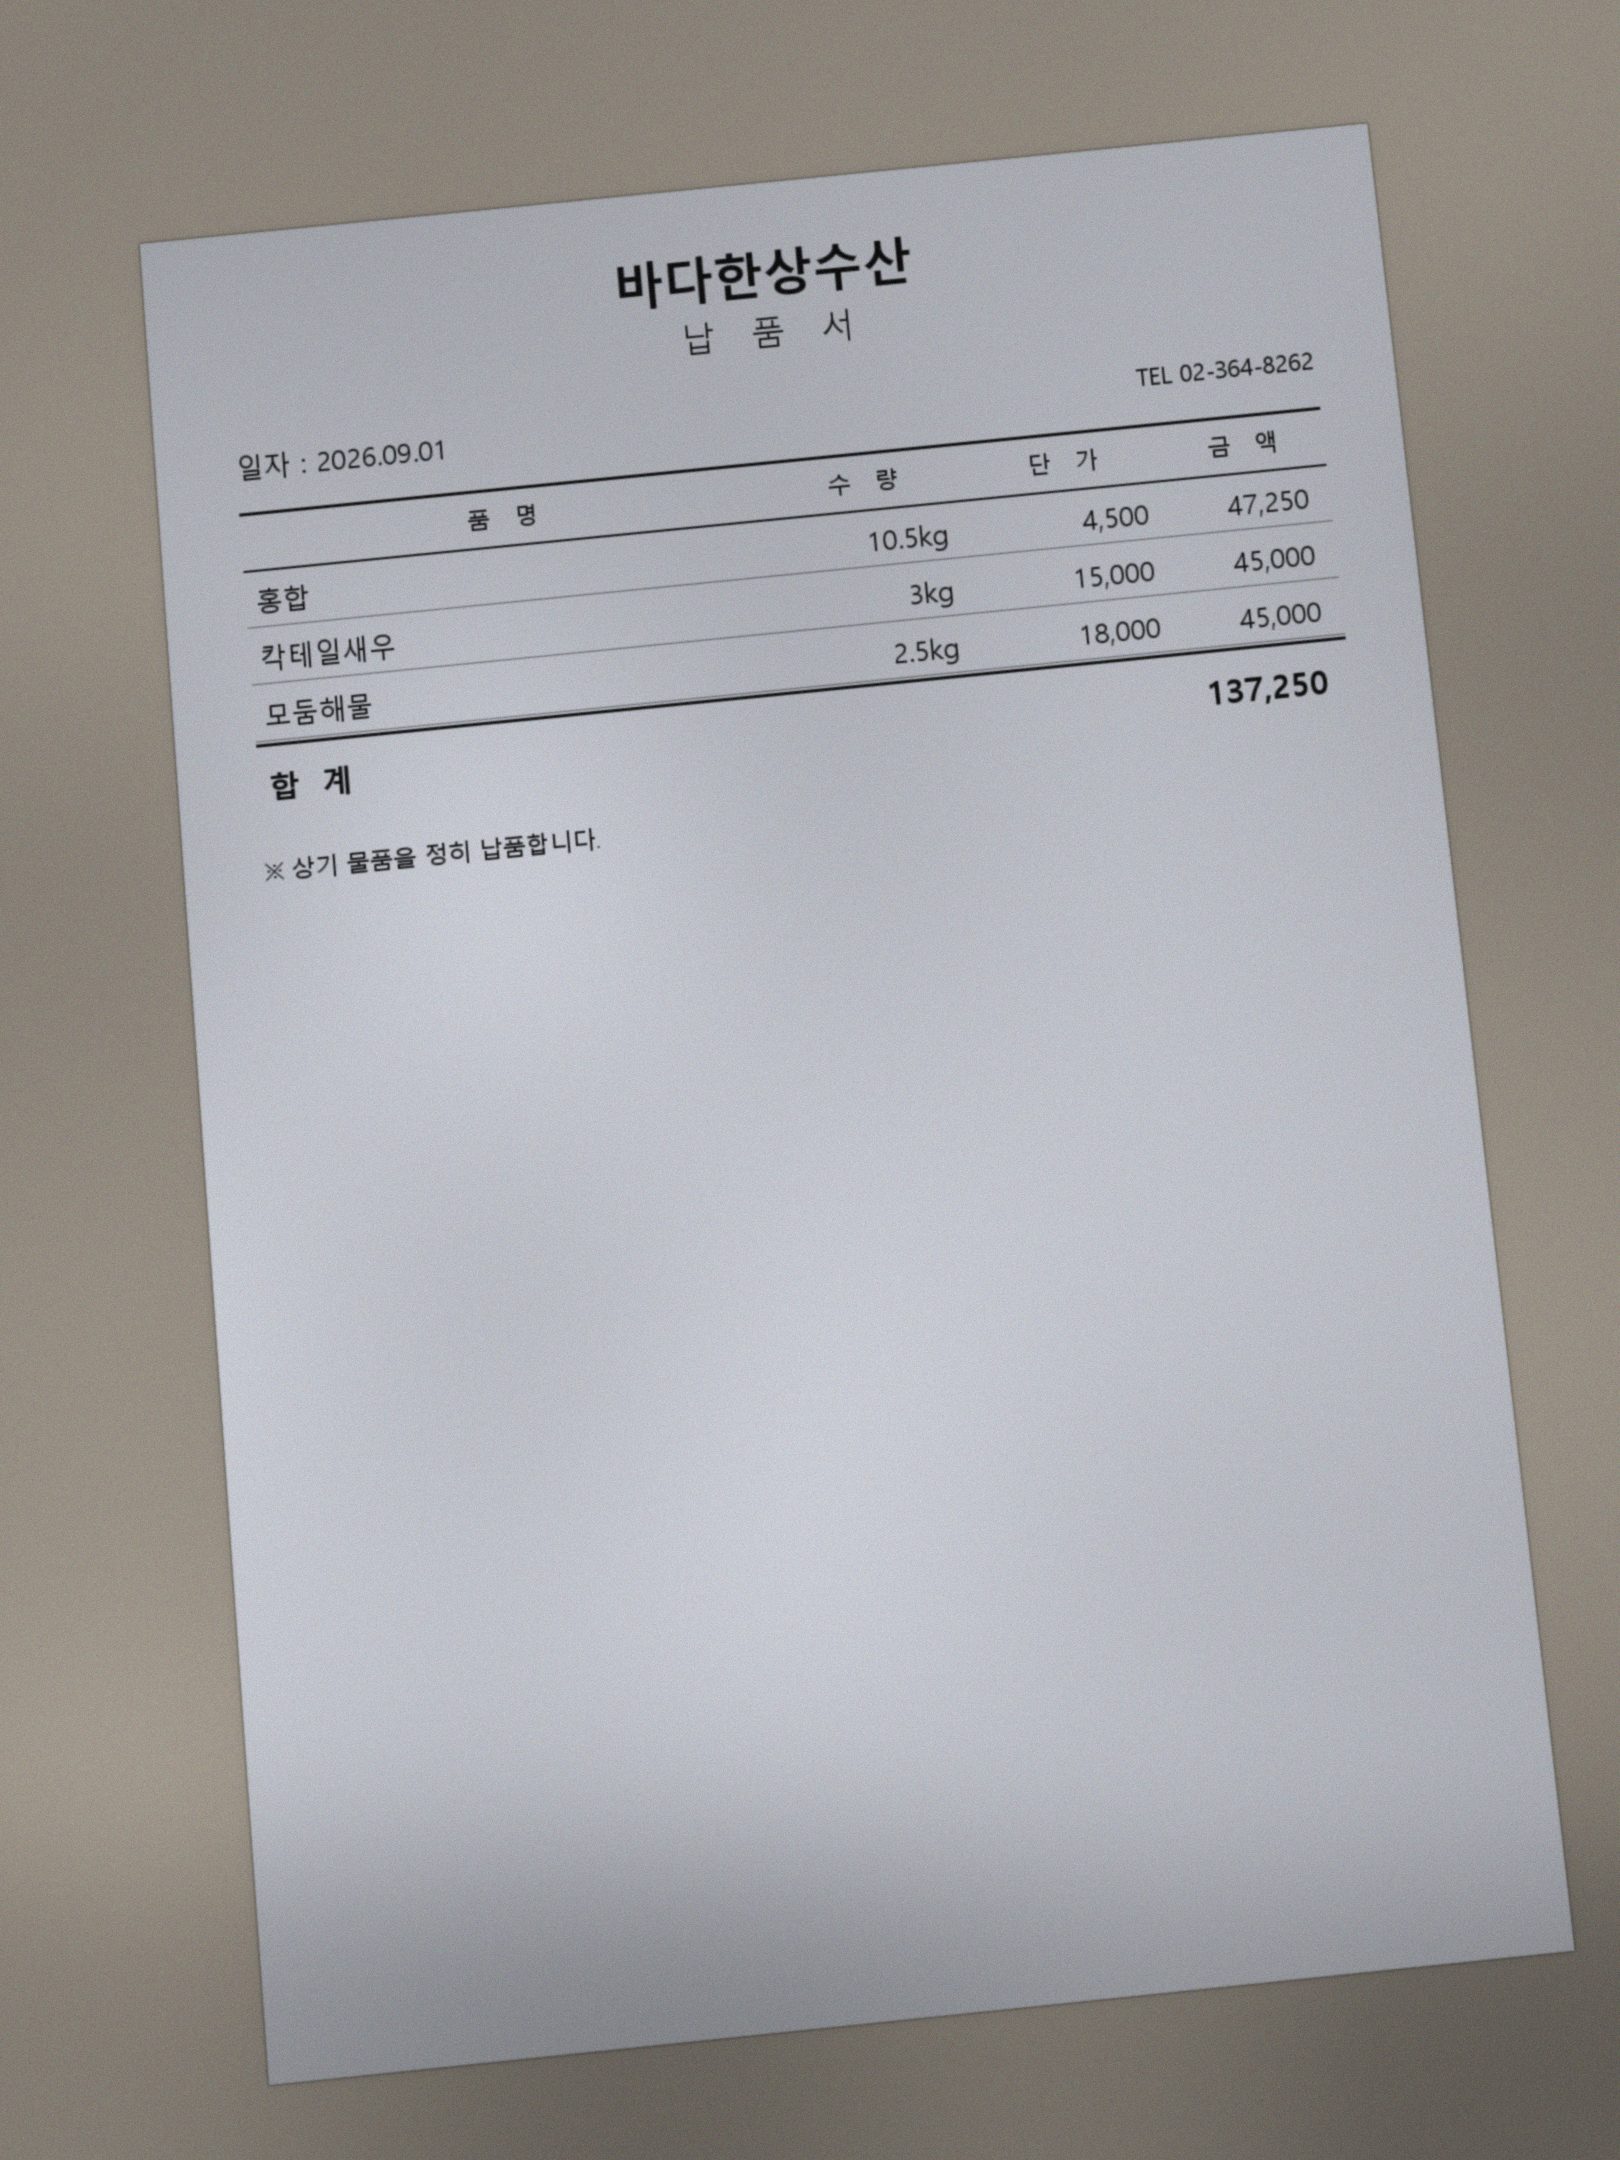 바다한상수산
납 품 서
TEL 02-364-8262
일자 : 2026.09.01
품 명 수 량 단 가 금 액
홍합 10.5kg 4,500 47,250
칵테일새우 3kg 15,000 45,000
모둠해물 2.5kg 18,000 45,000
합 계 137,250
※ 상기 물품을 정히 납품합니다.